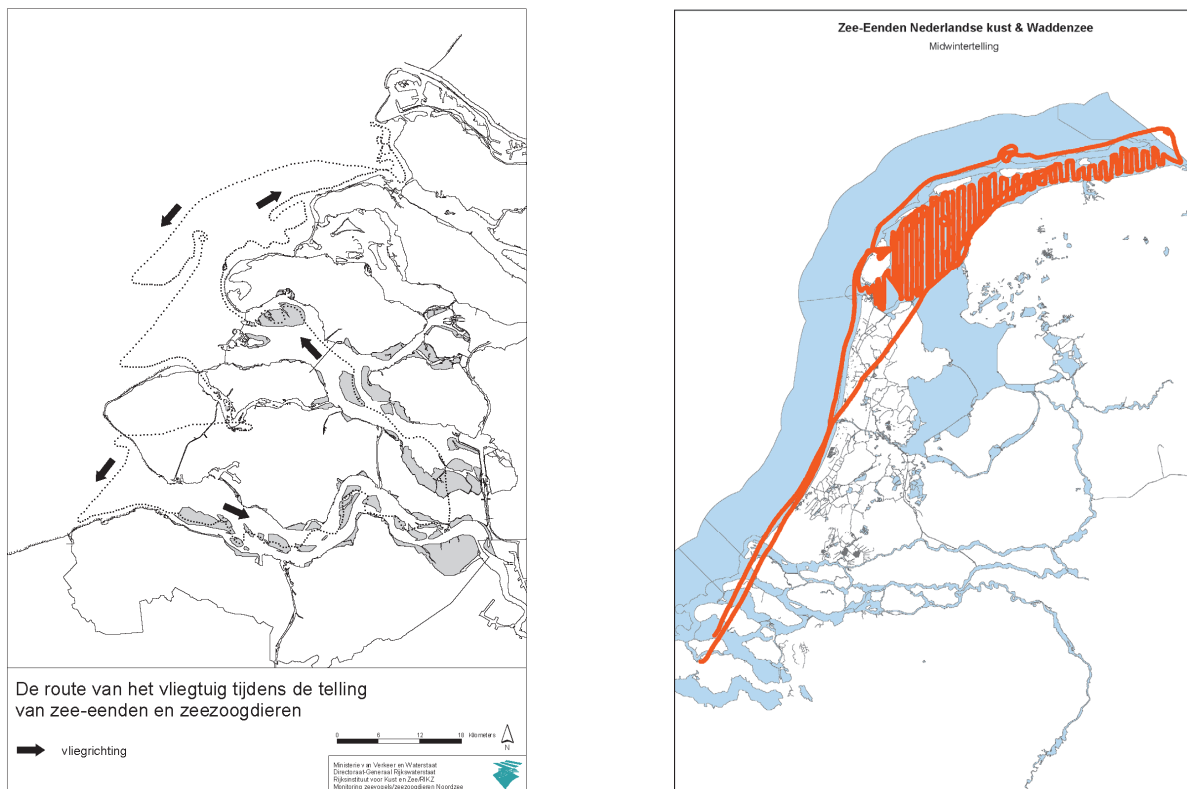 De route van het vliegtuig tijdens de telling
van zee-eenden en zeezoogdieren
vliegrichting
0 6 12 18 Kilometers
N
Ministerie van Verkeer en Waterstaat
Directoraat-Generaal Rijkswaterstaat
Rijksinstituut voor Kust en Zee/RIKZ
Monitoring zeevogels/zeezoogdieren Noordzee
Zee-Eenden Nederlandse kust & Waddenzee
Midwintertelling